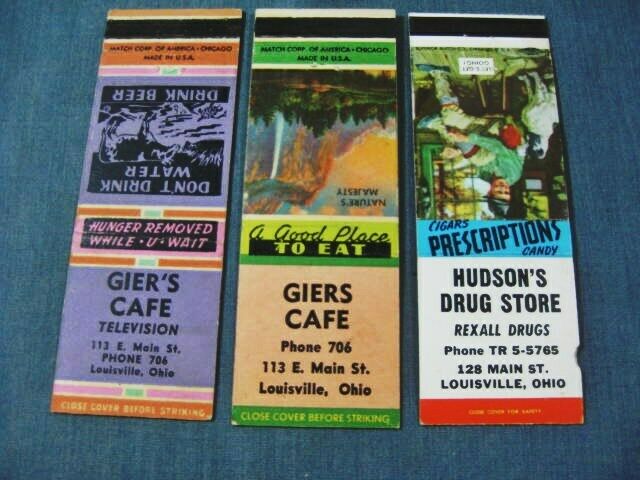 MATCH CORP. OF AMERICA • CHICAGO
MADE IN U.S.A.
DON'T DRINK
WATER
DRINK BEER
HUNGER REMOVED
WHILE • U • WAIT
GIER'S
CAFE
TELEVISION
113 E. Main St.
PHONE 706
Louisville, Ohio
CLOSE COVER BEFORE STRIKING
MATCH CORP. OF AMERICA • CHICAGO
MADE IN U.S.A.
NATURE'S
MAJESTY
A Good Place
TO EAT
GIERS
CAFE
Phone 706
113 E. Main St.
Louisville, Ohio
CLOSE COVER BEFORE STRIKING
LET'S GET
GOING!
CIGARS
PRESCRIPTIONS
CANDY
HUDSON'S
DRUG STORE
REXALL DRUGS
Phone TR 5-5765
128 MAIN ST.
LOUISVILLE, OHIO
CLOSE COVER FOR SAFETY